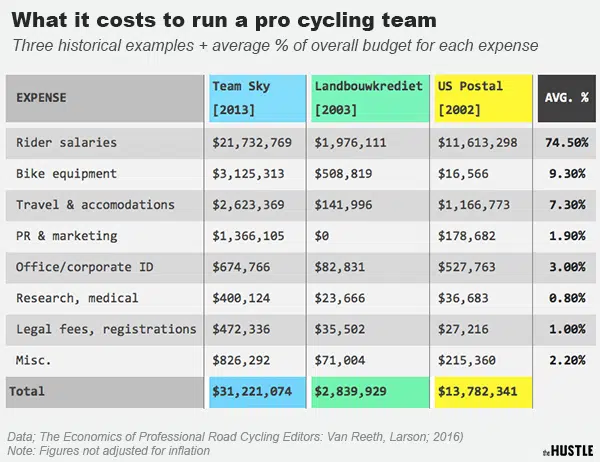 What it costs to run a pro cycling team
Three historical examples + average % of overall budget for each expense
EXPENSE Team Sky [2013] Landbouwkrediet [2003] US Postal [2002] AVG. %
Rider salaries $21,732,769 $1,976,111 $11,613,298 74.50%
Bike equipment $3,125,313 $508,819 $16,566 9.30%
Travel & accomodations $2,623,369 $141,996 $1,166,773 7.30%
PR & marketing $1,366,105 $0 $178,682 1.90%
Office/corporate ID $674,766 $82,831 $527,763 3.00%
Research, medical $400,124 $23,666 $36,683 0.80%
Legal fees, registrations $472,336 $35,502 $27,216 1.00%
Misc. $826,292 $71,004 $215,360 2.20%
Total $31,221,074 $2,839,929 $13,782,341
Data; The Economics of Professional Road Cycling Editors: Van Reeth, Larson; 2016)
Note: Figures not adjusted for inflation
the HUSTLE